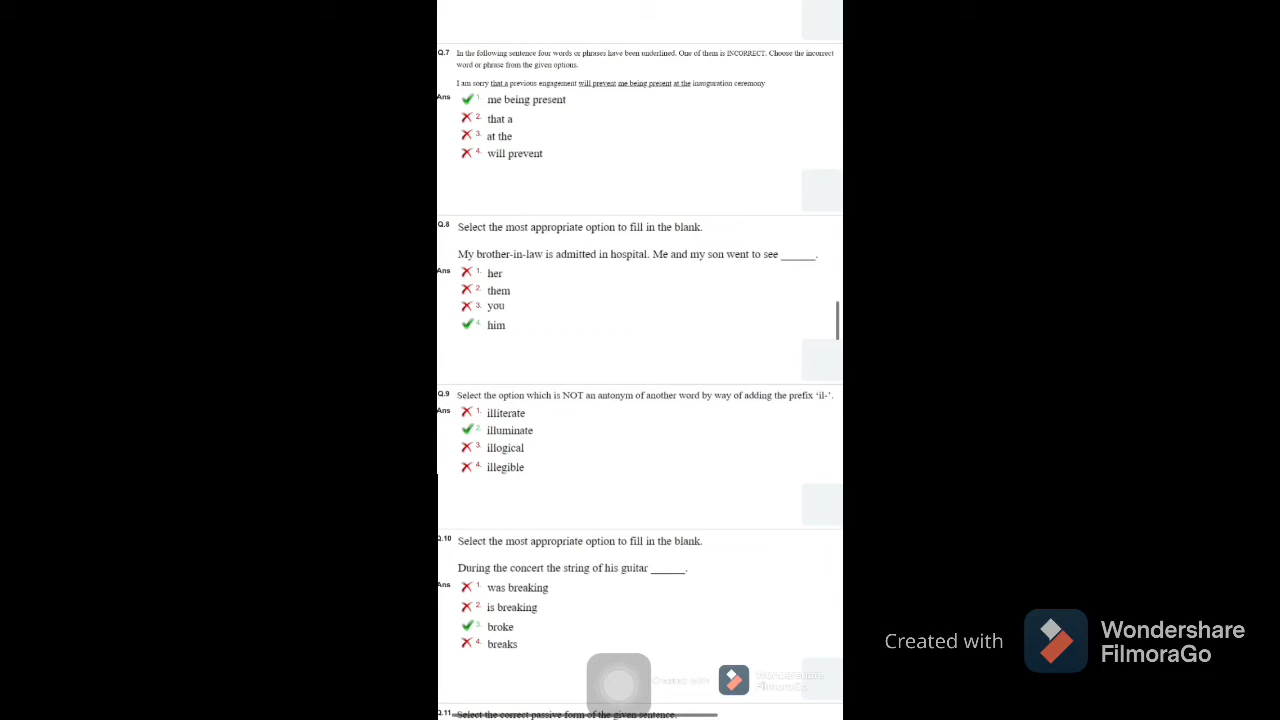 Q.7 In the following sentence four words or phrases have been underlined. One of them is INCORRECT. Choose the incorrect
word or phrase from the given options.
I am sorry that a previous engagement will prevent me being present at the inauguration ceremony
Ans 1. me being present
2. that a
3. at the
4. will prevent
Q.8 Select the most appropriate option to fill in the blank.
My brother-in-law is admitted in hospital. Me and my son went to see ______.
Ans 1. her
2. them
3. you
4. him
Q.9 Select the option which is NOT an antonym of another word by way of adding the prefix ‘il-’.
Ans 1. illiterate
2. illuminate
3. illogical
4. illegible
Q.10 Select the most appropriate option to fill in the blank.
During the concert the string of his guitar ______.
Ans 1. was breaking
2. is breaking
3. broke
4. breaks
Created with Wondershare FilmoraGo
Q.11 Select the correct passive form of the given sentence.
Created with
Wondershare
FilmoraGo